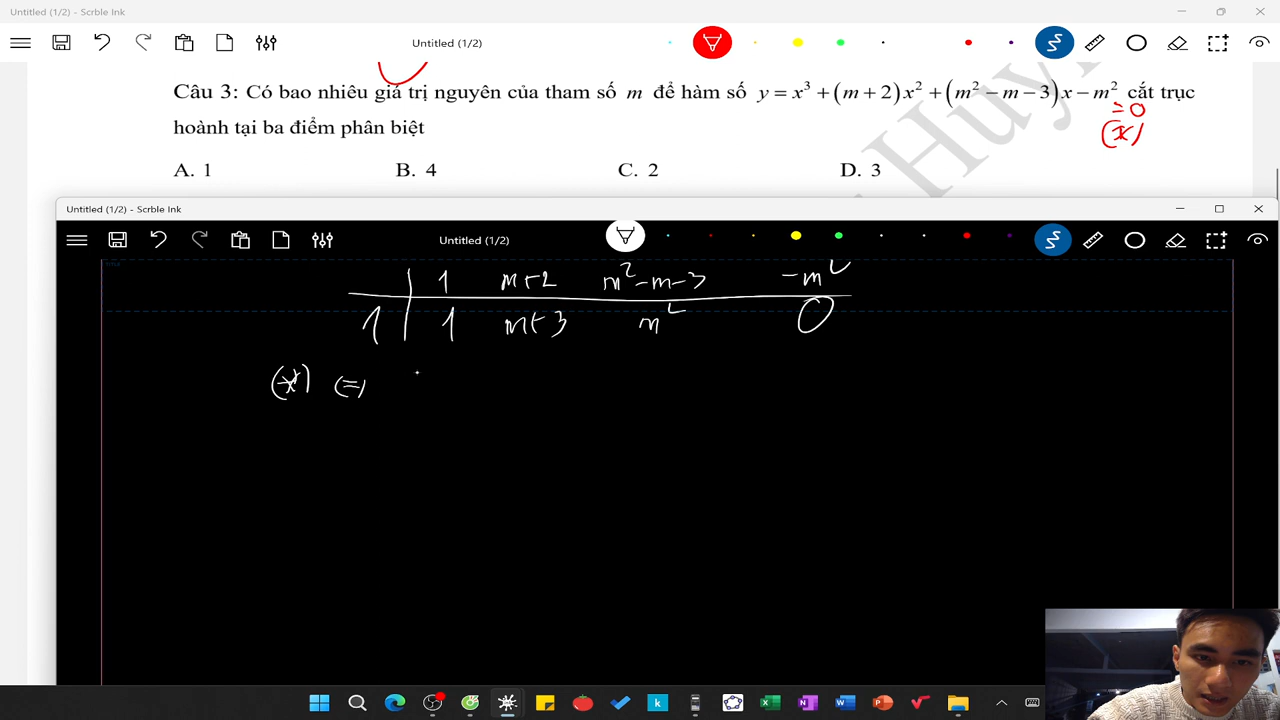 Untitled (1/2) - Scrble Ink
Untitled (1/2)
Câu 3: Có bao nhiêu giá trị nguyên của tham số m để hàm số y = x³ + (m + 2)x² + (m² − m − 3)x − m² cắt trục
= 0
hoành tại ba điểm phân biệt
(*)
A. 1 B. 4 C. 2 D. 3
Huy
Untitled (1/2) - Scrble Ink
Untitled (1/2)
1 m+2 m²-m-3 -m²
1 1 m+3 m² 0
(*) (=)